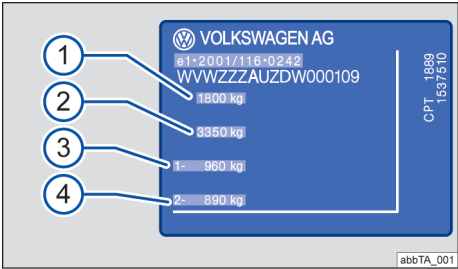 VOLKSWAGEN AG
e1*2001/116*0242
WVWZZZAUZDW000109
1
1800 kg
2
3350 kg
3
1- 960 kg
4
2- 890 kg
CPT 1889
1537510
abbTA_001